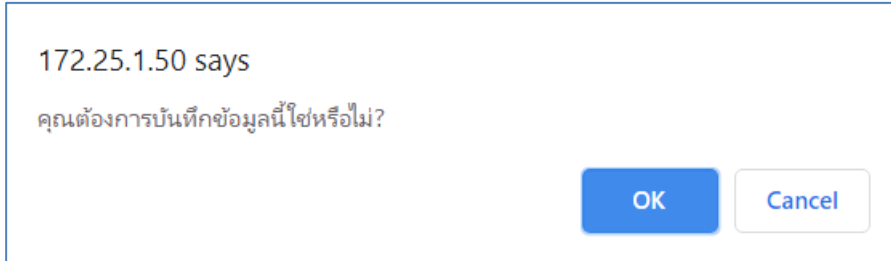 172.25.1.50 says
คุณต้องการบันทึกข้อมูลนี้ใช่หรือไม่?
OK Cancel